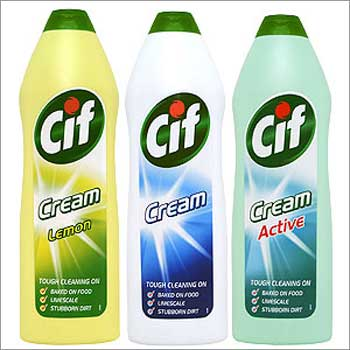 Cif
Cream
Lemon
TOUGH CLEANING ON
BAKED ON FOOD
LIMESCALE
STUBBORN DIRT
Cif
Cream
TOUGH CLEANING ON
BAKED ON FOOD
LIMESCALE
STUBBORN DIRT
Cif
Cream
Active
TOUGH CLEANING ON
BAKED ON FOOD
LIMESCALE
STUBBORN DIRT